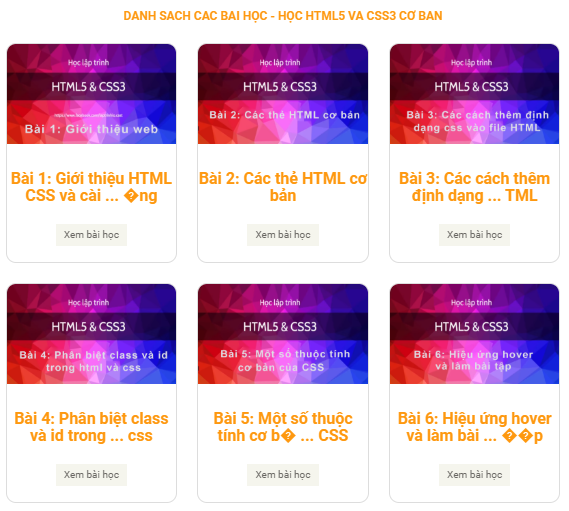 DANH SACH CAC BAI HỌC - HỌC HTML5 VA CSS3 CƠ BAN
Học lập trình
HTML5 & CSS3
Bài 1: Giới thiệu web
Bài 1: Giới thiệu HTML
CSS và cài ... �ng
Xem bài học
Học lập trình
HTML5 & CSS3
Bài 2: Các thẻ HTML cơ bản
Bài 2: Các thẻ HTML cơ
bản
Xem bài học
Học lập trình
HTML5 & CSS3
Bài 3: Các cách thêm định
dạng css vào file HTML
Bài 3: Các cách thêm
định dạng ... TML
Xem bài học
Học lập trình
HTML5 & CSS3
Bài 4: Phân biệt class và id
trong html và css
Bài 4: Phân biệt class
và id trong ... css
Xem bài học
Học lập trình
HTML5 & CSS3
Bài 5: Một số thuộc tính
cơ bản của CSS
Bài 5: Một số thuộc
tính cơ b� ... CSS
Xem bài học
Học lập trình
HTML5 & CSS3
Bài 6: Hiệu ứng hover
và làm bài tập
Bài 6: Hiệu ứng hover
và làm bài ... ��p
Xem bài học